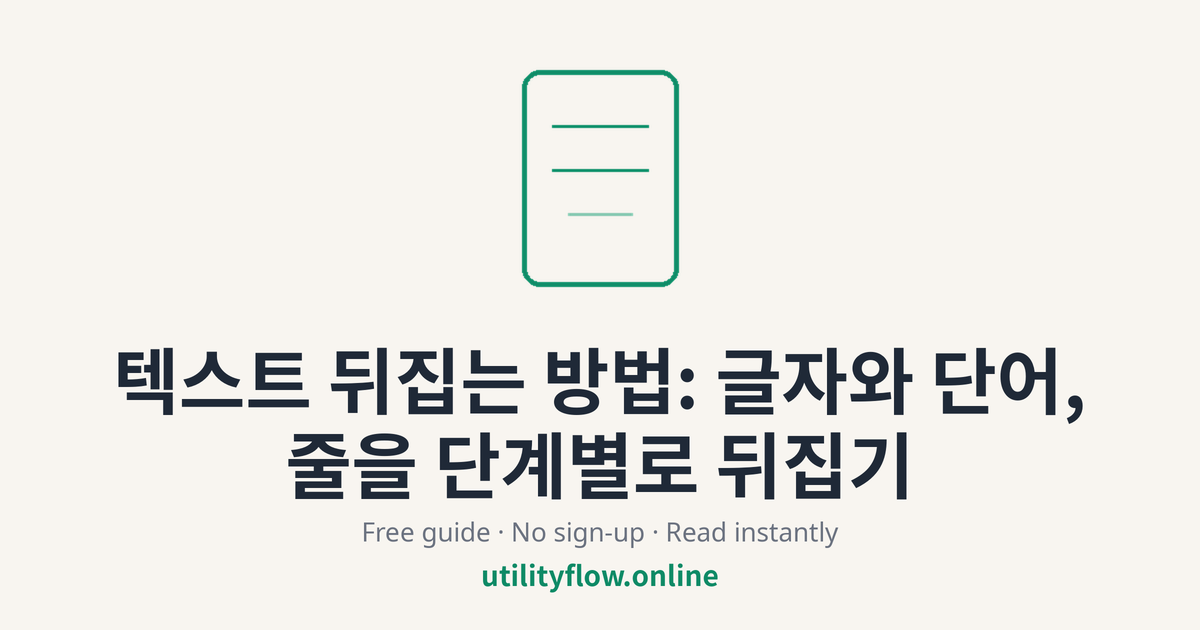 텍스트 뒤집는 방법: 글자와 단어,
줄을 단계별로 뒤집기
Free guide · No sign-up · Read instantly
utilityflow.online